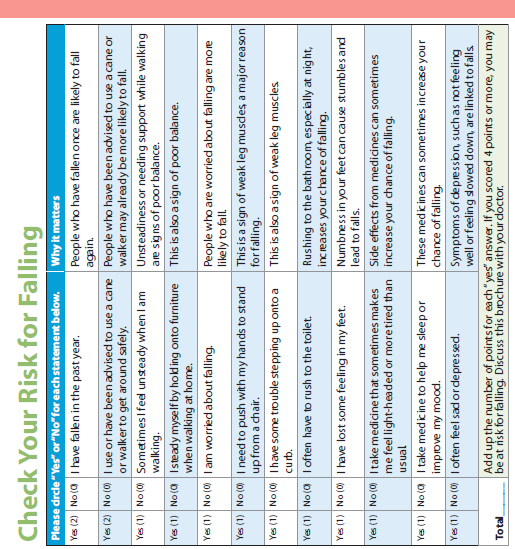 Check Your Risk for Falling
Please circle "Yes" or "No" for each statement below.
Why it matters
Yes (2) No (0) I have fallen in the past year.
People who have fallen once are likely to fall
again.
Yes (2) No (0) I use or have been advised to use a cane
or walker to get around safely.
People who have been advised to use a cane or
walker may already be more likely to fall.
Yes (1) No (0) Sometimes I feel unsteady when I am
walking.
Unsteadiness or needing support while walking
are signs of poor balance.
Yes (1) No (0) I steady myself by holding onto furniture
when walking at home.
This is also a sign of poor balance.
Yes (1) No (0) I am worried about falling.
People who are worried about falling are more
likely to fall.
Yes (1) No (0) I need to push with my hands to stand
up from a chair.
This is a sign of weak leg muscles, a major reason
for falling.
Yes (1) No (0) I have some trouble stepping up onto a
curb.
This is also a sign of weak leg muscles.
Yes (1) No (0) I often have to rush to the toilet.
Rushing to the bathroom, especially at night,
increases your chance of falling.
Yes (1) No (0) I have lost some feeling in my feet.
Numbness in your feet can cause stumbles and
lead to falls.
Yes (1) No (0) I take medicine that sometimes makes
me feel light-headed or more tired than
usual.
Side effects from medicines can sometimes
increase your chance of falling.
Yes (1) No (0) I take medicine to help me sleep or
improve my mood.
These medicines can sometimes increase your
chance of falling.
Yes (1) No (0) I often feel sad or depressed.
Symptoms of depression, such as not feeling
well or feeling slowed down, are linked to falls.
Total______
Add up the number of points for each "yes" answer. If you scored 4 points or more, you may
be at risk for falling. Discuss this brochure with your doctor.